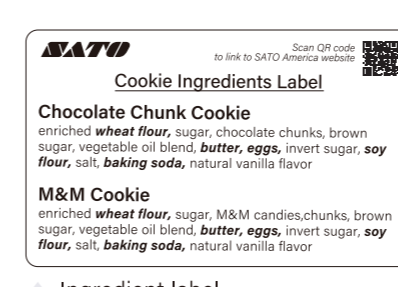 SATO
Scan QR code
to link to SATO America website
Cookie Ingredients Label
Chocolate Chunk Cookie
enriched wheat flour, sugar, chocolate chunks, brown
sugar, vegetable oil blend, butter, eggs, invert sugar, soy
flour, salt, baking soda, natural vanilla flavor
M&M Cookie
enriched wheat flour, sugar, M&M candies,chunks, brown
sugar, vegetable oil blend, butter, eggs, invert sugar, soy
flour, salt, baking soda, natural vanilla flavor
Ingredient label